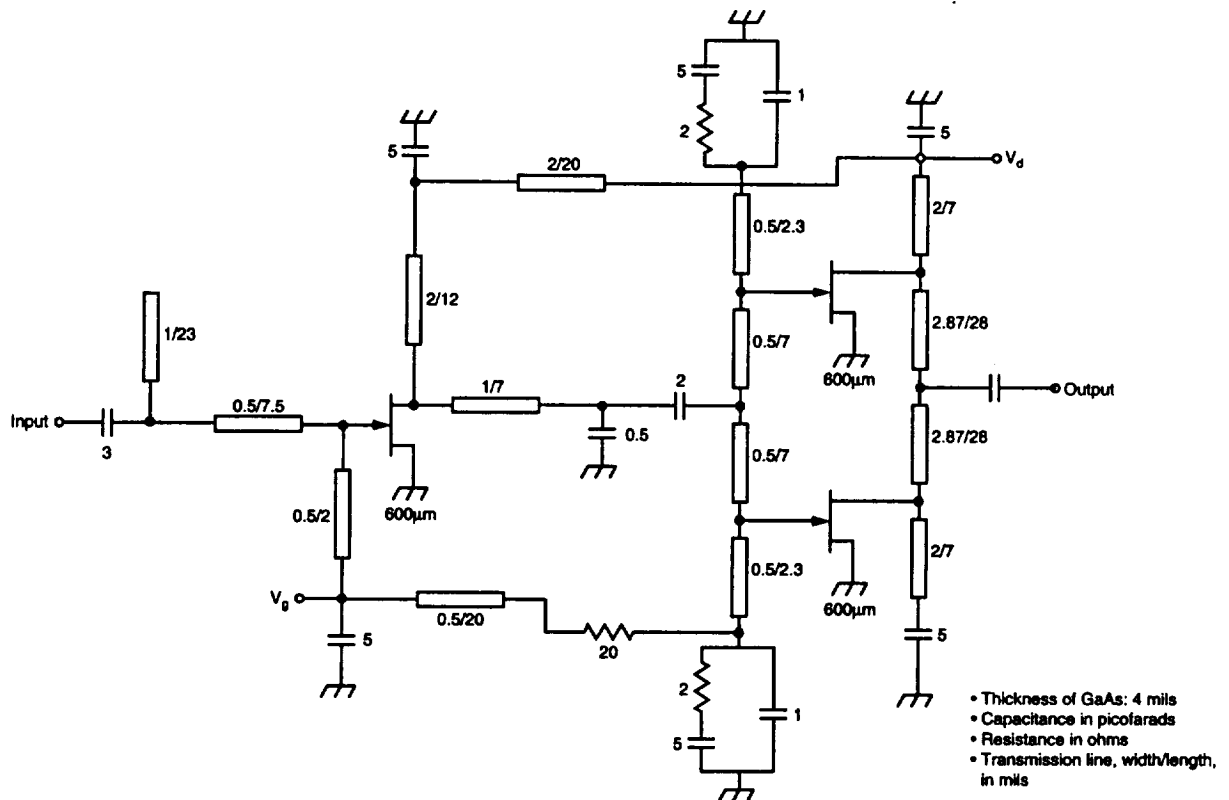 5
1
2
5
5
V_d
2/20
2/7
0.5/2.3
2/12
1/23
2.87/28
0.5/7
600μm
1/7
2
Output
0.5/7.5
Input
3
0.5
2.87/28
0.5/7
0.5/2
600μm
2/7
0.5/2.3
V_g
0.5/20
600μm
5
20
5
2
1
5
• Thickness of GaAs: 4 mils
• Capacitance in picofarads
• Resistance in ohms
• Transmission line, width/length,
in mils